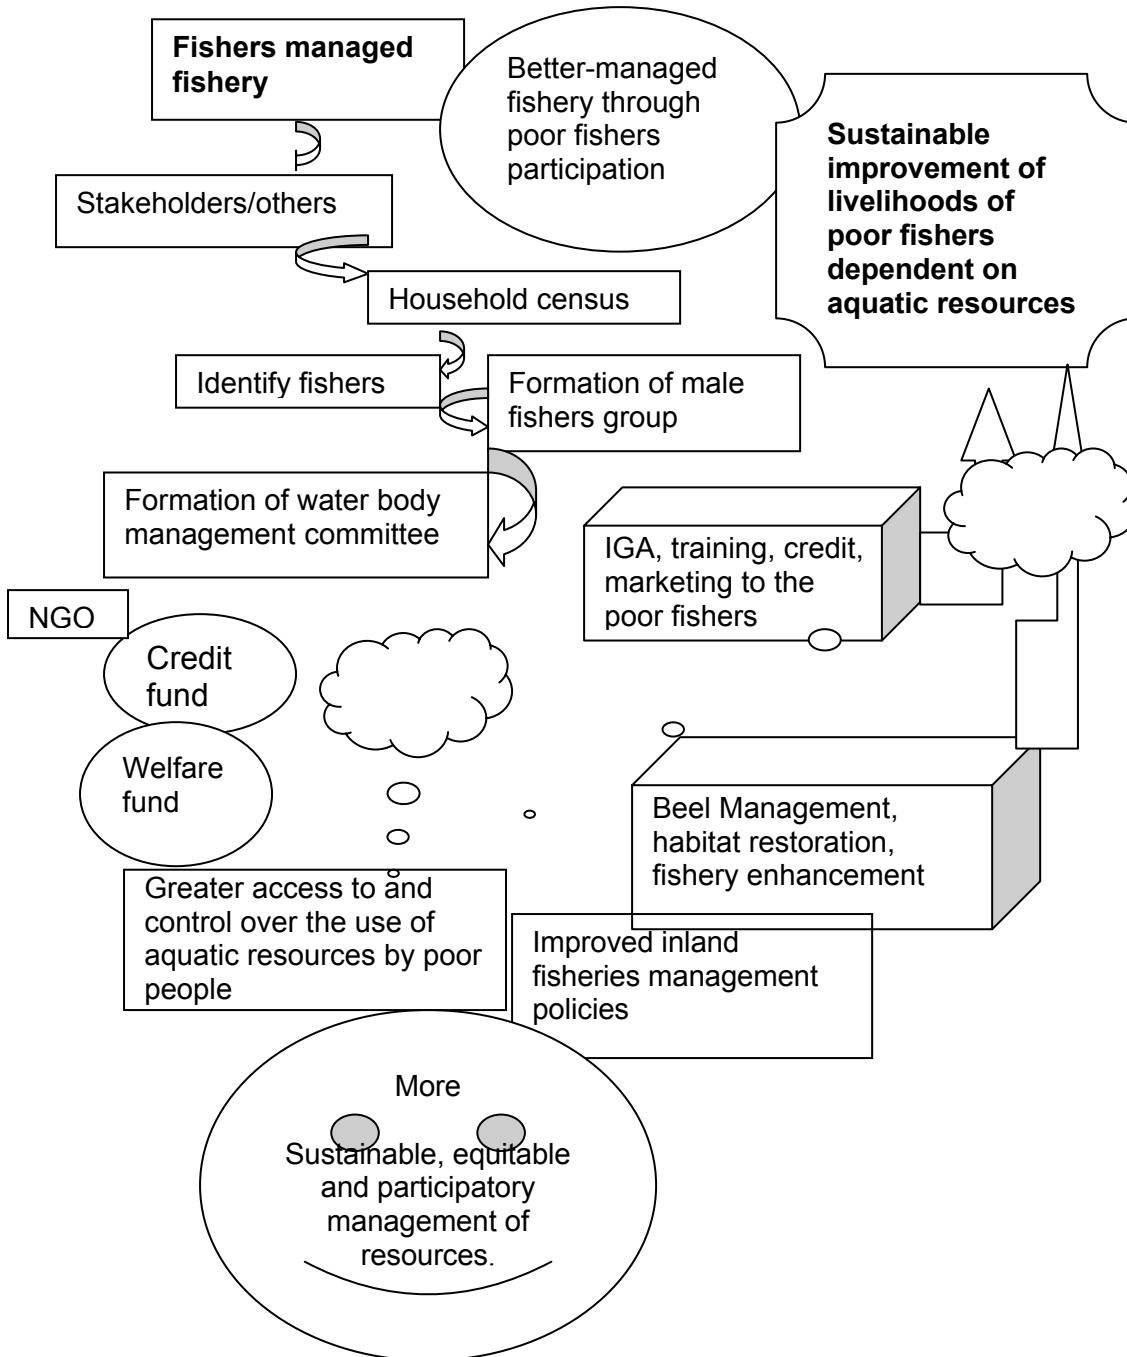 Fishers managed
fishery
Better-managed
fishery through
poor fishers
participation
Sustainable
improvement of
livelihoods of
poor fishers
dependent on
aquatic resources
Stakeholders/others
Household census
Identify fishers
Formation of male
fishers group
Formation of water body
management committee
IGA, training, credit,
marketing to the
poor fishers
NGO
Credit
fund
Welfare
fund
Beel Management,
habitat restoration,
fishery enhancement
Greater access to and
control over the use of
aquatic resources by poor
people
Improved inland
fisheries management
policies
More
Sustainable, equitable
and participatory
management of
resources.